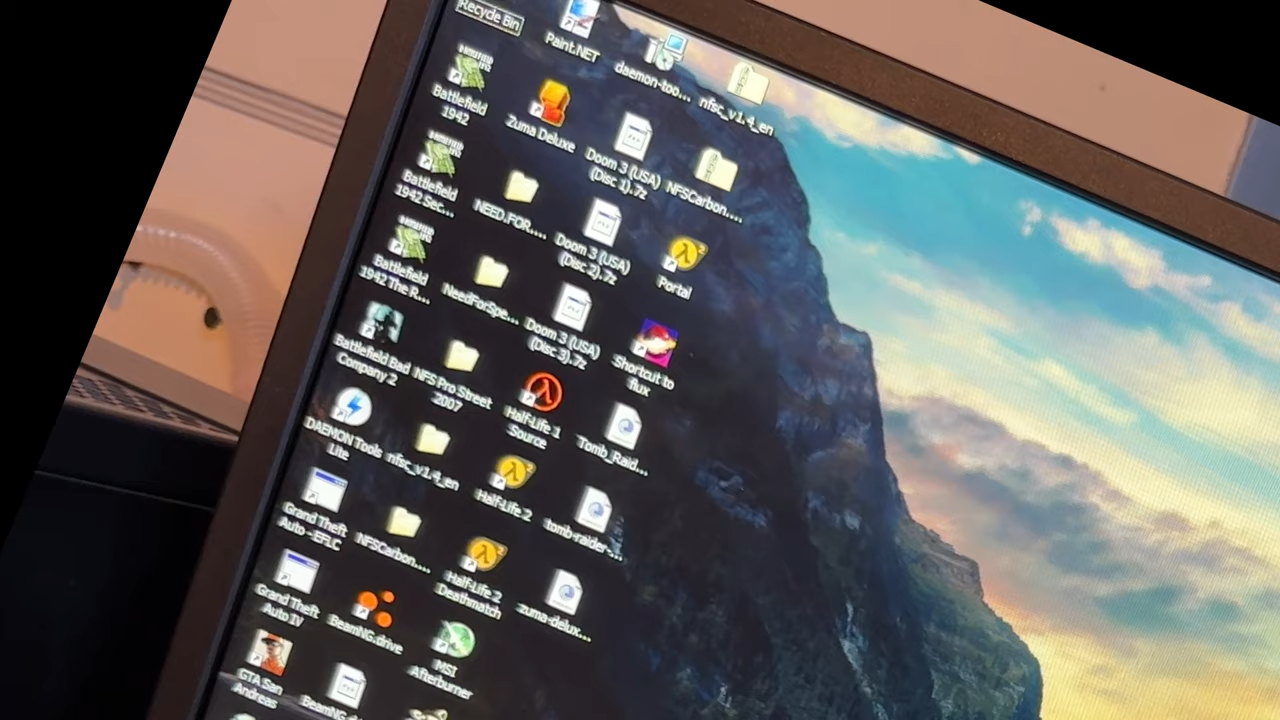 Recycle Bin
Battlefield
1942
Battlefield
1942 Sec...
Battlefield
1942 The R...
Battlefield Bad
Company 2
DAEMON Tools
Lite
Grand Theft
Auto - EFLC
Grand Theft
Auto IV
GTA San
Andreas
Paint.NET
Zuma Deluxe
NEED.FOR....
NeedForSpe...
NFS Pro Street
2007
nfsc_v1.4_en
NFSCarbon....
BeamNG.drive
daemon-too...
Doom 3 (USA)
(Disc 1).7z
Doom 3 (USA)
(Disc 2).7z
Doom 3 (USA)
(Disc 3).7z
Half-Life 1
Source
Half-Life 2
Half-Life 2
Deathmatch
MSI
Afterburner
nfsc_v1.4_en
NFSCarbon....
Portal
Shortcut to
flux
Tomb_Raid...
tomb-raider-...
zuma-delux...